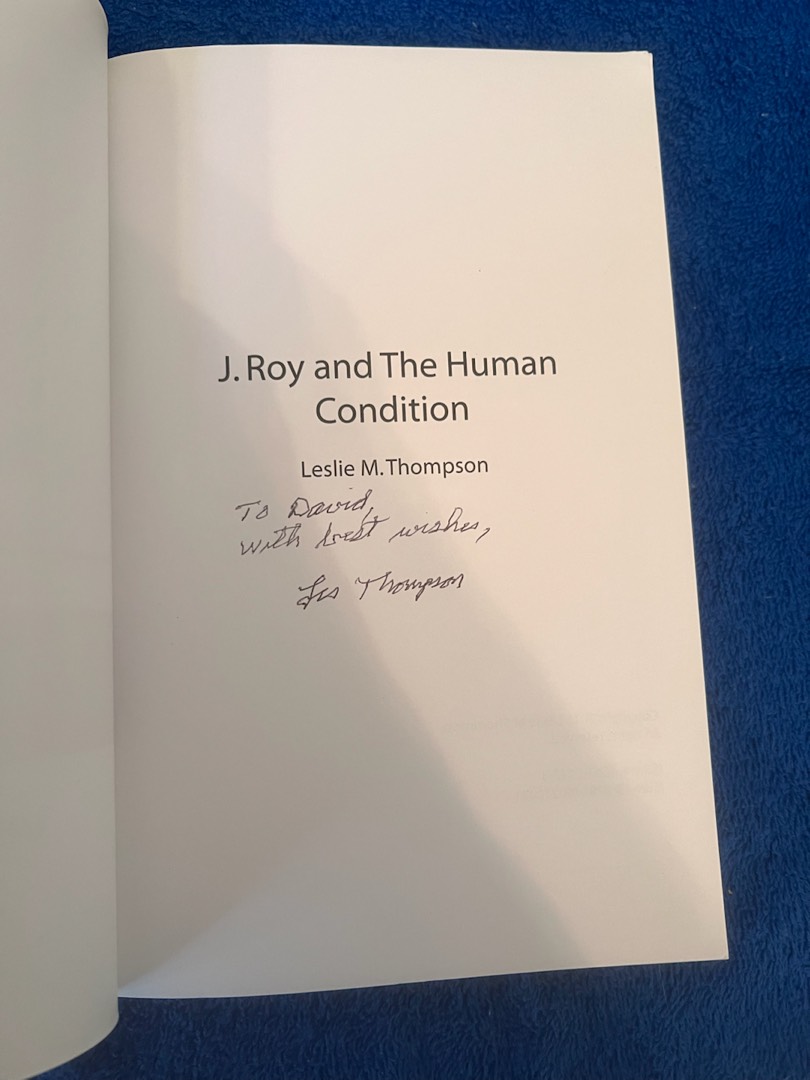 J. Roy and The Human
Condition
Leslie M. Thompson
To David,
with best wishes,
Les Thompson